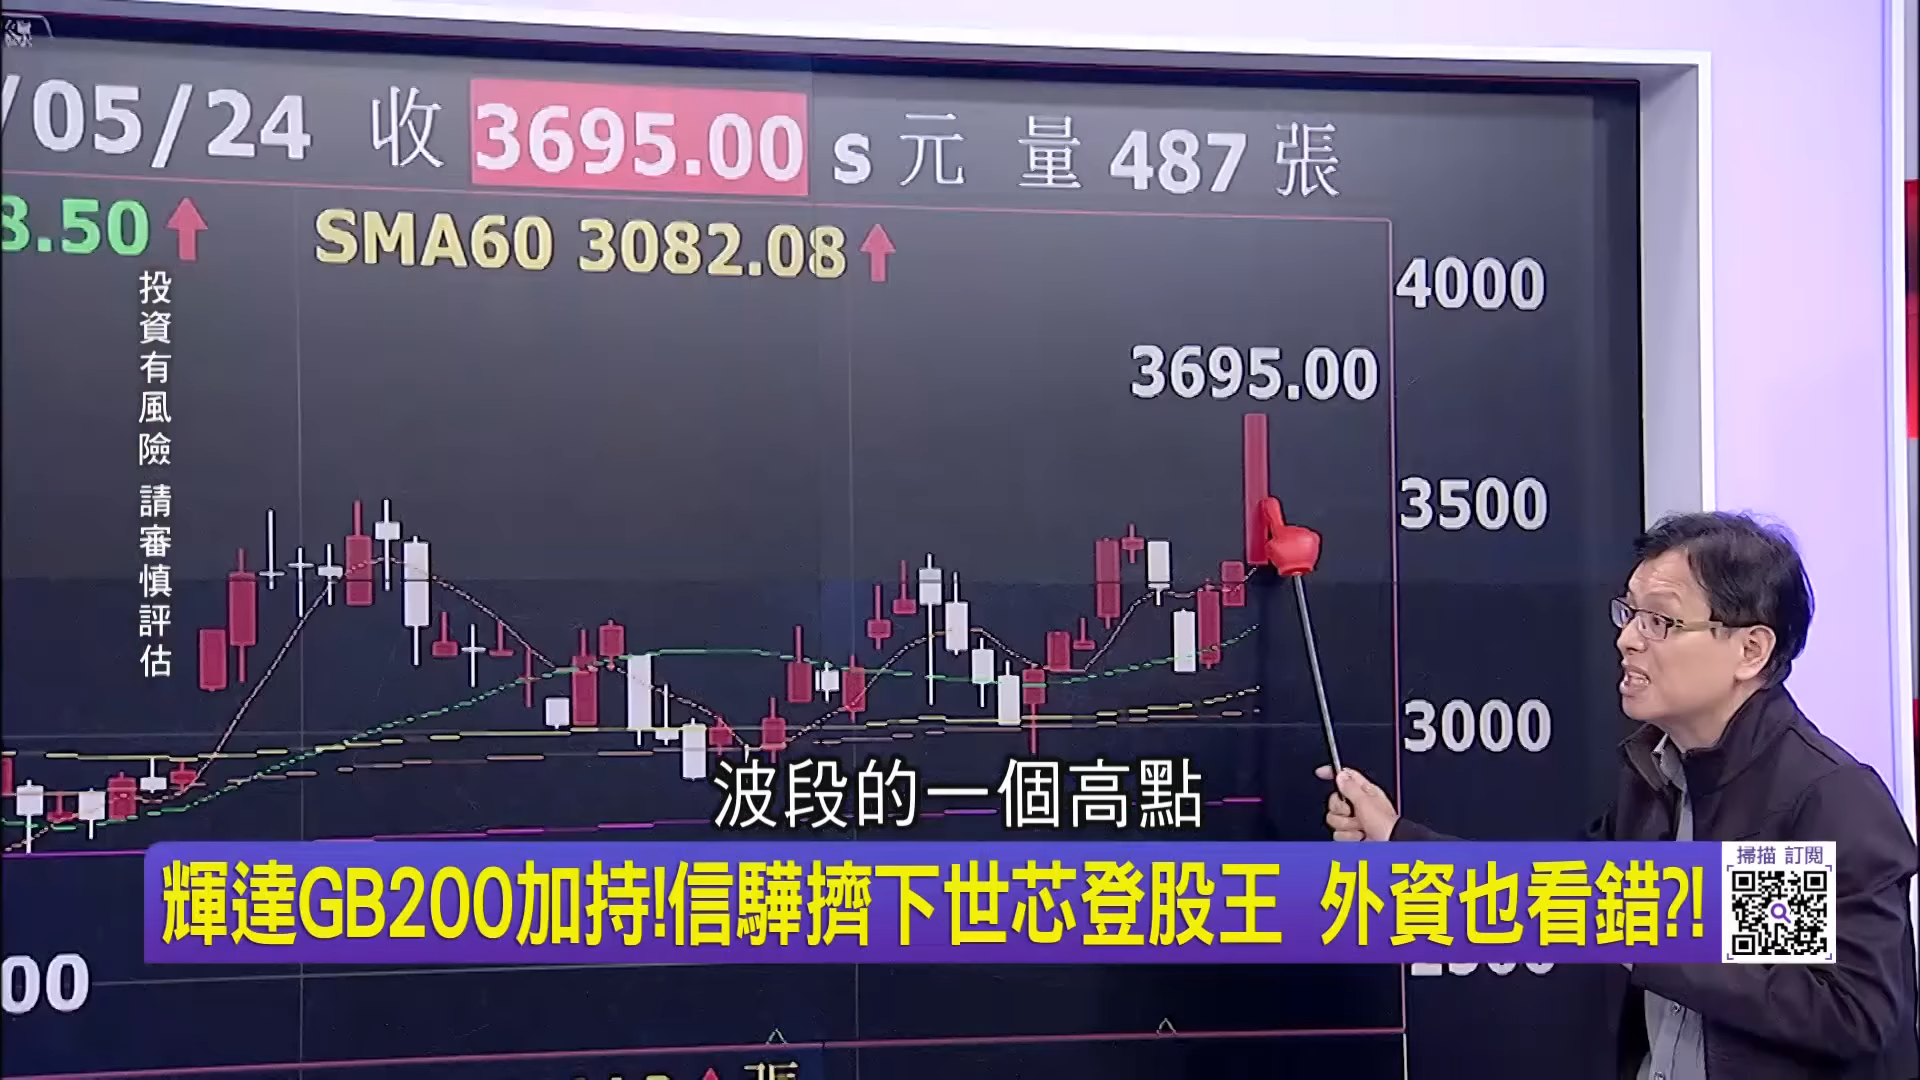 /05/24 收 3695.00 s 元 量 487 張
8.50↑ SMA60 3082.08↑
4000
3695.00
3500
3000
投資有風險 請審慎評估
波段的一個高點
輝達GB200加持!信驊擠下世芯登股王 外資也看錯?!
掃描 訂閱
00
張